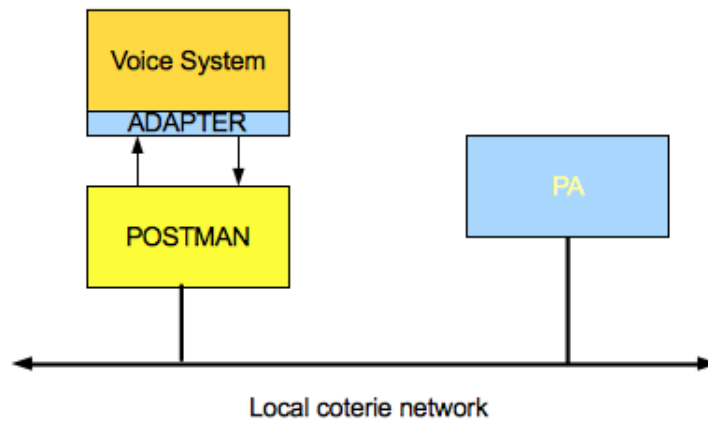 Voice System
ADAPTER
PA
POSTMAN
Local coterie network